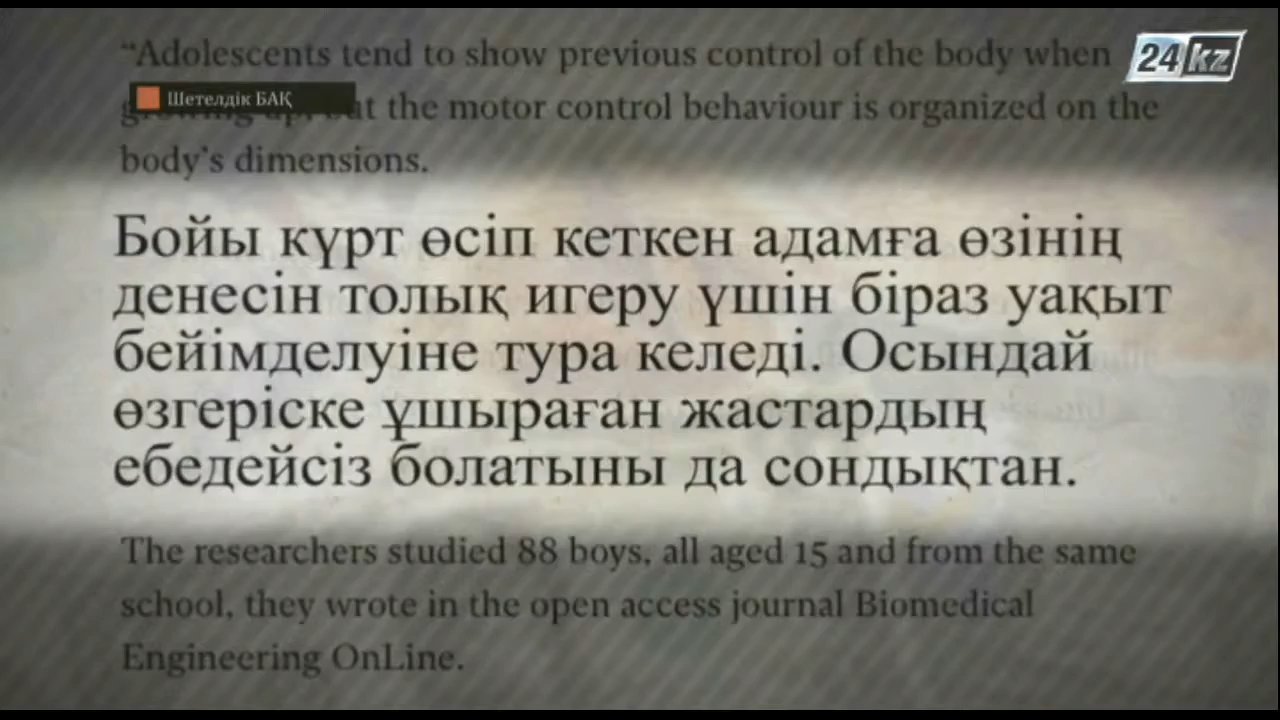 “Adolescents tend to show previous control of the body when
24 kz
Шетелдік БАҚ
growing up, but the motor control behaviour is organized on the
body’s dimensions.
Бойы күрт өсіп кеткен адамға өзінің
денесін толық игеру үшін біраз уақыт
бейімделуіне тура келеді. Осындай
өзгеріске ұшыраған жастардың
ебедейсіз болатыны да сондықтан.
The researchers studied 88 boys, all aged 15 and from the same
school, they wrote in the open access journal Biomedical
Engineering OnLine.